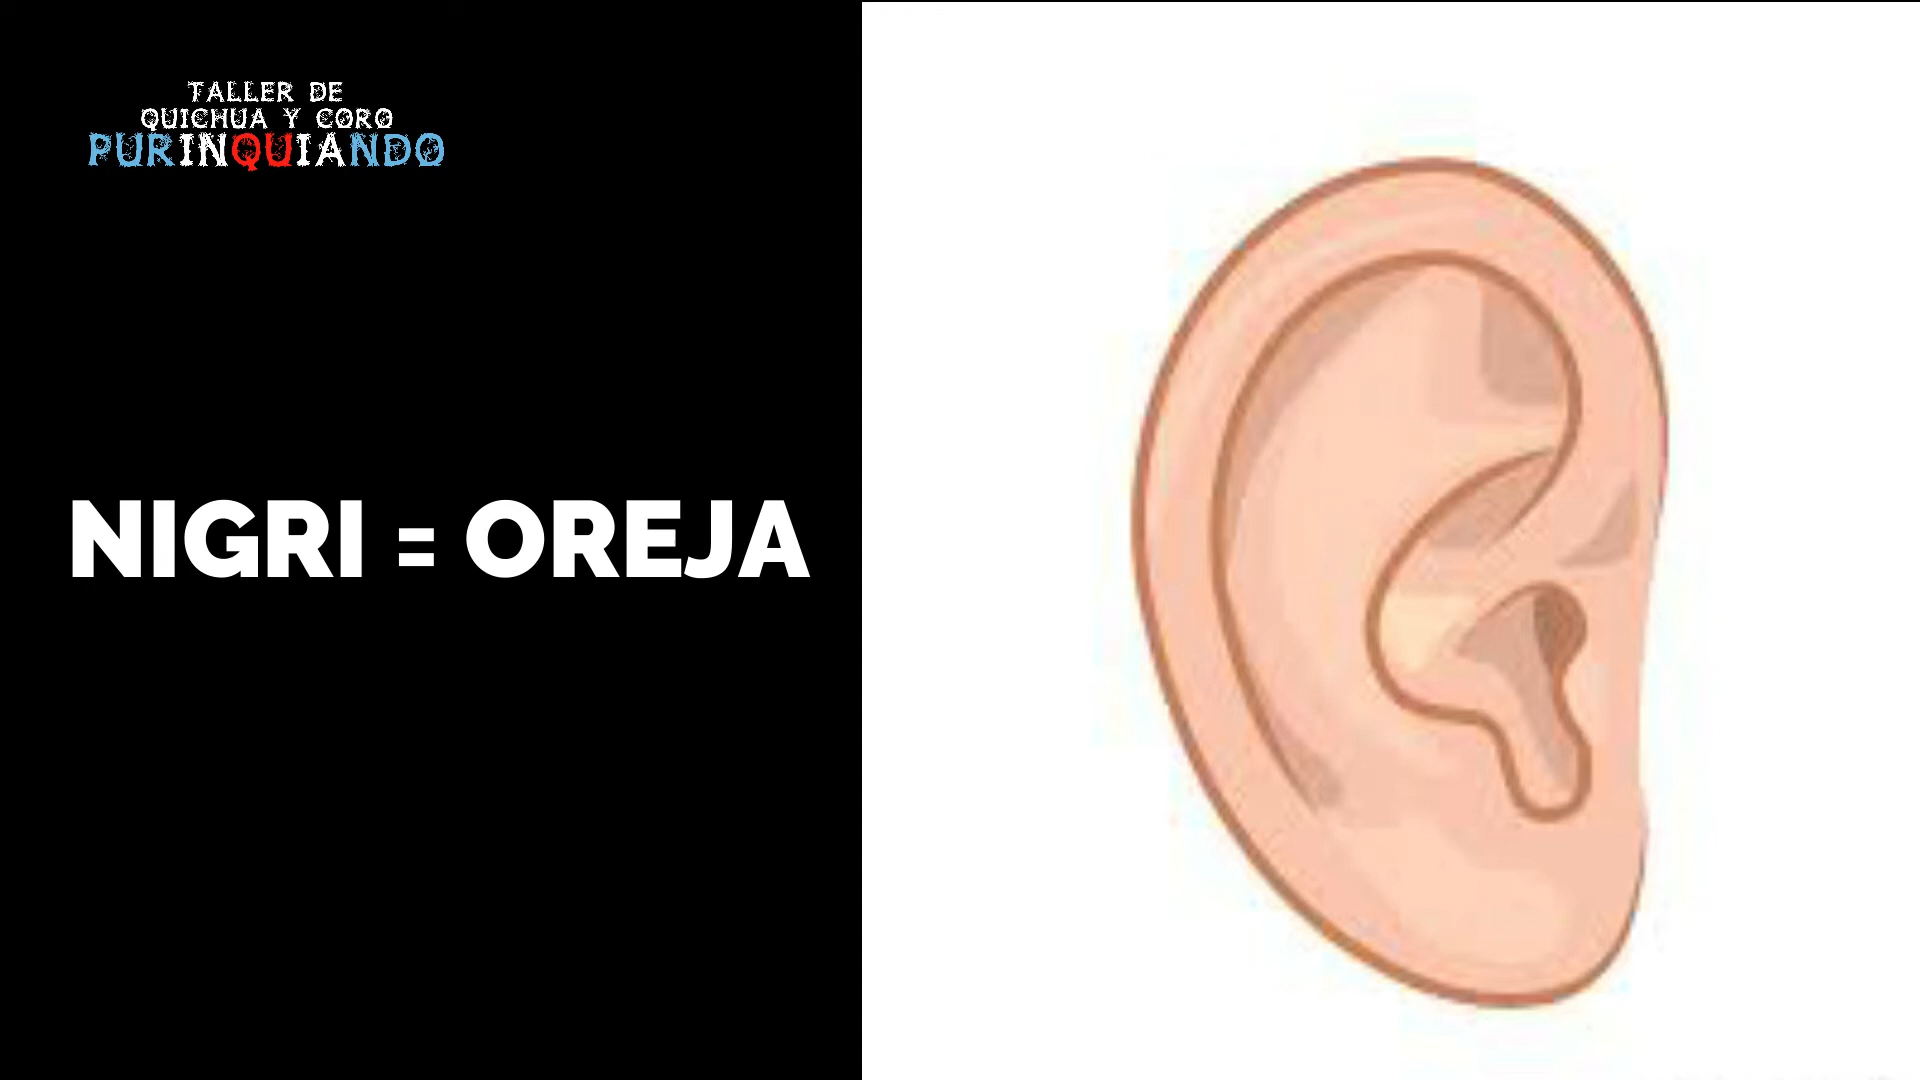 TALLER DE
QUICHUA Y CORO
PURINQUIANDO
NIGRI = OREJA